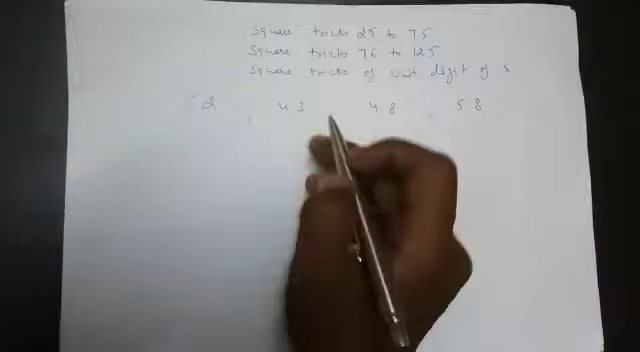 Square tricks 25 to 75
Square tricks 76 to 125
Square tricks of unit digit of 5
2 43 48 58